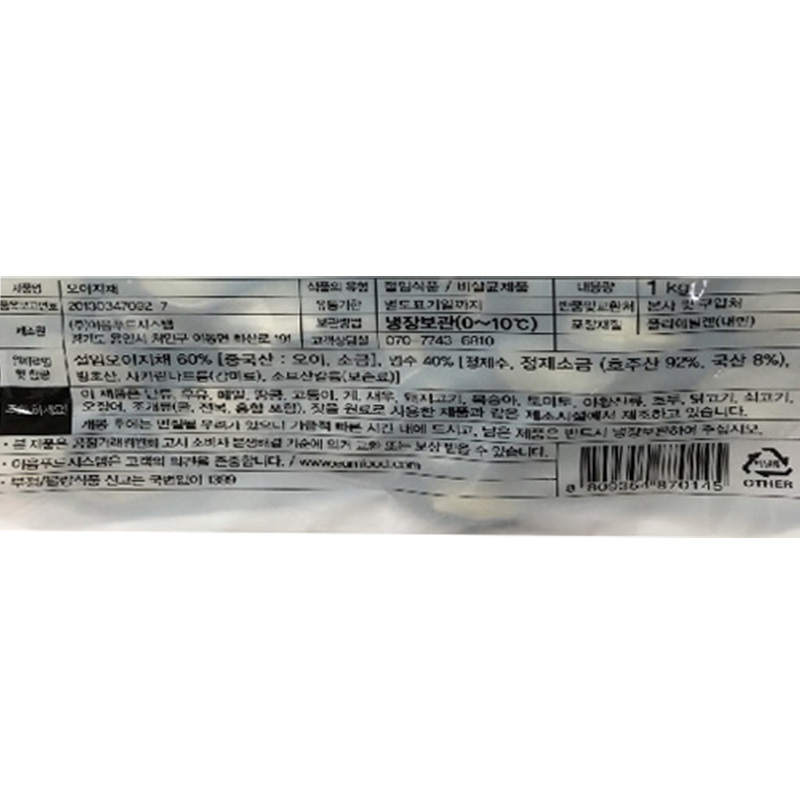 제품명 오이지채 식품의 유형 절임식품 / 비살균제품 내용량 1 kg
품목보고번호 20130347092 7 유통기한 별도표기일까지 반품및교환처 본사 및 구입처
제조원 (주)이음푸드시스템 보관방법 냉장보관(0~10℃) 포장재질 폴리에틸렌(내면)
경기도 용인시 처인구 이동면 화산로 191 고객상담실 070-7743-6810
원재료명 및 함량 절임오이지채 60% [중국산 : 오이, 소금], 염수 40% [정제수, 정제소금 (호주산 92%, 국산 8%),
빙초산, 사카린나트륨(감미료), 소브산칼륨(보존료)]
이 제품은 난류, 우유, 메밀, 땅콩, 고등어, 게, 새우, 돼지고기, 복숭아, 토마토, 아황산류, 호두, 닭고기, 쇠고기,
오징어, 조개류(굴, 전복, 홍합 포함), 잣을 원료로 사용한 제품과 같은 제조시설에서 제조하고 있습니다.
개봉 후에는 변질될 우려가 있으니 가급적 빠른 시간 내에 드시고, 남은 제품은 반드시 냉장보관하여 주십시오.
· 본 제품은 공정거래위원회 고시 소비자 분쟁해결 기준에 의거 교환 또는 보상 받을 수 있습니다.
· 이음푸드시스템은 고객의 의견을 존중합니다. / www.eumfood.com
· 부정/불량식품 신고는 국번없이 1399
8 809364 870145
비닐류
OTHER